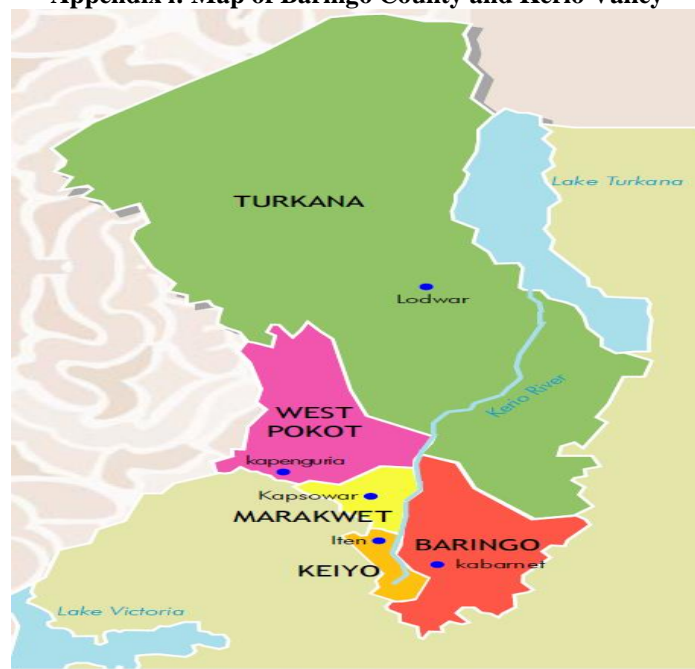 Appendix I: Map of Baringo County and Kerio Valley
Lake Turkana
TURKANA
Lodwar
Kerio River
WEST
POKOT
kapenguria
Kapsowar
MARAKWET
Iten
BARINGO
kabarnet
KEIYO
Lake Victoria